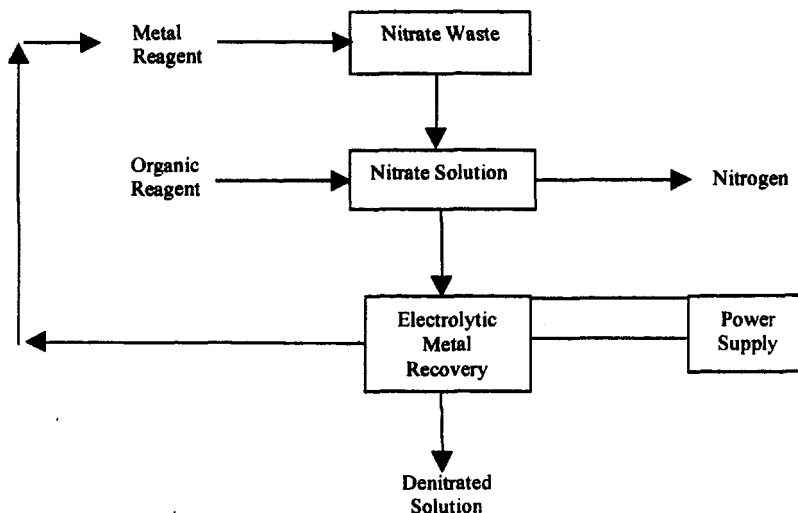 Metal
Reagent
Nitrate Waste
Organic
Reagent
Nitrate Solution
Nitrogen
Electrolytic
Metal
Recovery
Power
Supply
Denitrated
Solution